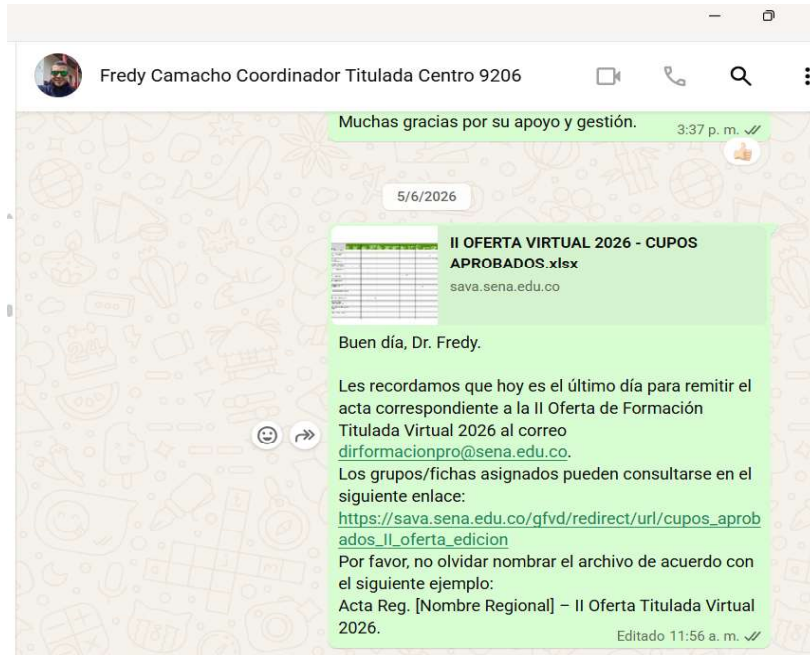 Fredy Camacho Coordinador Titulada Centro 9206
Muchas gracias por su apoyo y gestión.
3:37 p. m.
5/6/2026
II OFERTA VIRTUAL 2026 - CUPOS
APROBADOS.xlsx
sava.sena.edu.co
Buen día, Dr. Fredy.
Les recordamos que hoy es el último día para remitir el
acta correspondiente a la II Oferta de Formación
Titulada Virtual 2026 al correo
dirformacionpro@sena.edu.co.
Los grupos/fichas asignados pueden consultarse en el
siguiente enlace:
https://sava.sena.edu.co/gfvd/redirect/url/cupos_aprob
ados_II_oferta_edicion
Por favor, no olvidar nombrar el archivo de acuerdo con
el siguiente ejemplo:
Acta Reg. [Nombre Regional] – II Oferta Titulada Virtual
2026.
Editado 11:56 a. m.